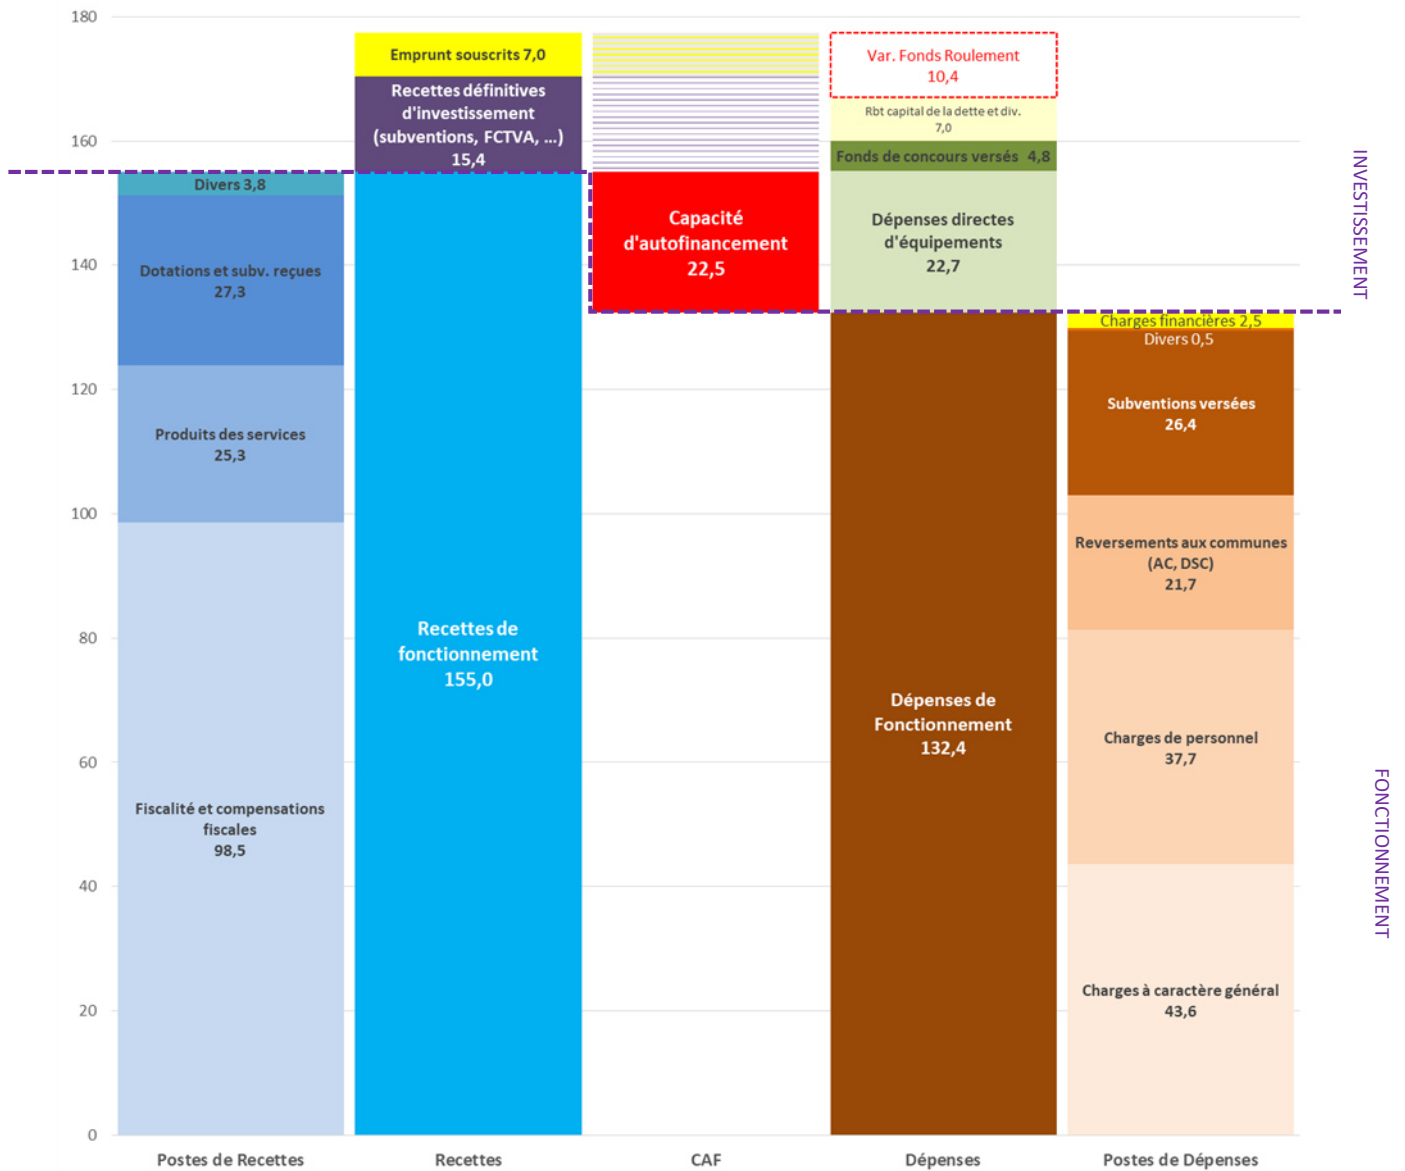 180
160
140
120
100
80
60
40
20
0
Divers 3,8
Dotations et subv. reçues
27,3
Produits des services
25,3
Fiscalité et compensations
fiscales
98,5
Postes de Recettes
Emprunt souscrits 7,0
Recettes définitives
d'investissement
(subventions, FCTVA, ...)
15,4
Recettes de
fonctionnement
155,0
Recettes
Capacité
d'autofinancement
22,5
CAF
Var. Fonds Roulement
10,4
Rbt capital de la dette et div.
7,0
Fonds de concours versés 4,8
Dépenses directes
d'équipements
22,7
Dépenses de
Fonctionnement
132,4
Dépenses
Charges financières 2,5
Divers 0,5
Subventions versées
26,4
Reversements aux communes
(AC, DSC)
21,7
Charges de personnel
37,7
Charges à caractère général
43,6
Postes de Dépenses
INVESTISSEMENT
FONCTIONNEMENT